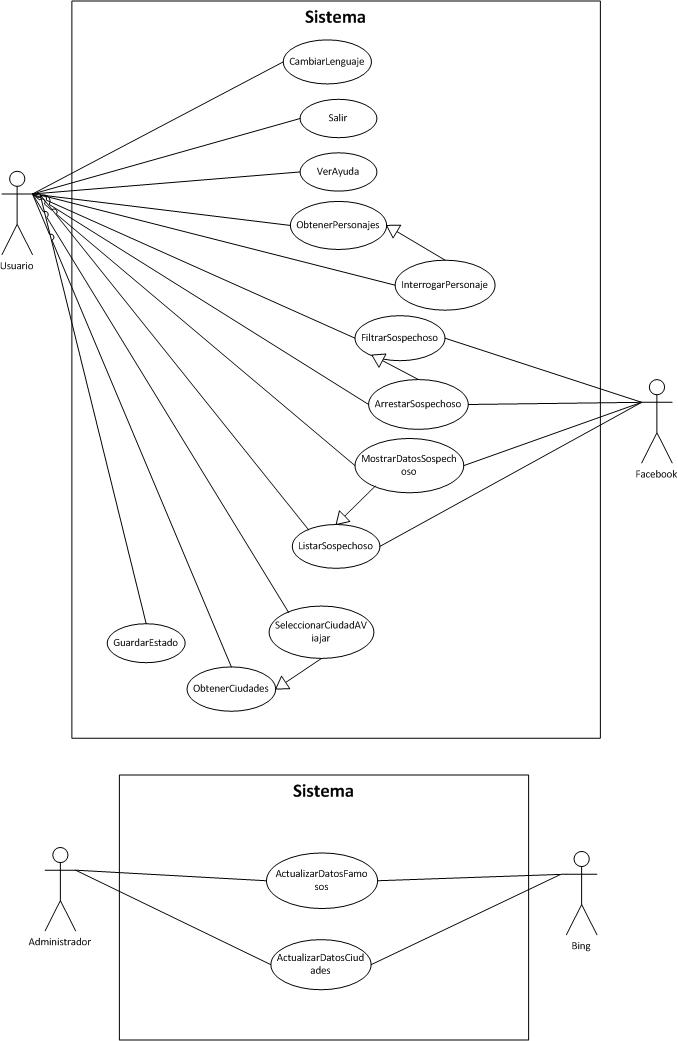 Sistema
CambiarLenguaje
Salir
VerAyuda
ObtenerPersonajes
Usuario
InterrogarPersonaje
FiltrarSospechoso
ArrestarSospechoso
MostrarDatosSospech
oso
Facebook
ListarSospechoso
SeleccionarCiudadAV
iajar
GuardarEstado
ObtenerCiudades
Sistema
ActualizarDatosFamo
sos
Administrador
Bing
ActualizarDatosCiud
ades